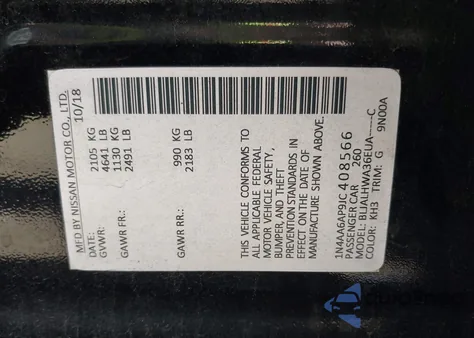 MFD BY NISSAN MOTOR CO., LTD.
10/18
GVWR: 2105 KG
4641 LB
GAWR FR: 1130 KG
2491 LB
GAWR RR: 990 KG
2183 LB
THIS VEHICLE CONFORMS TO
ALL APPLICABLE FEDERAL
MOTOR VEHICLE SAFETY,
BUMPER, AND THEFT
PREVENTION STANDARDS IN
EFFECT ON THE DATE OF
MANUFACTURE SHOWN ABOVE.
1N4AA6AP9JC408566
PASSENGER CAR 260
MODEL: BLJALHWA36EUA-----C
COLOR: KH3 TRIM: G 9N00A